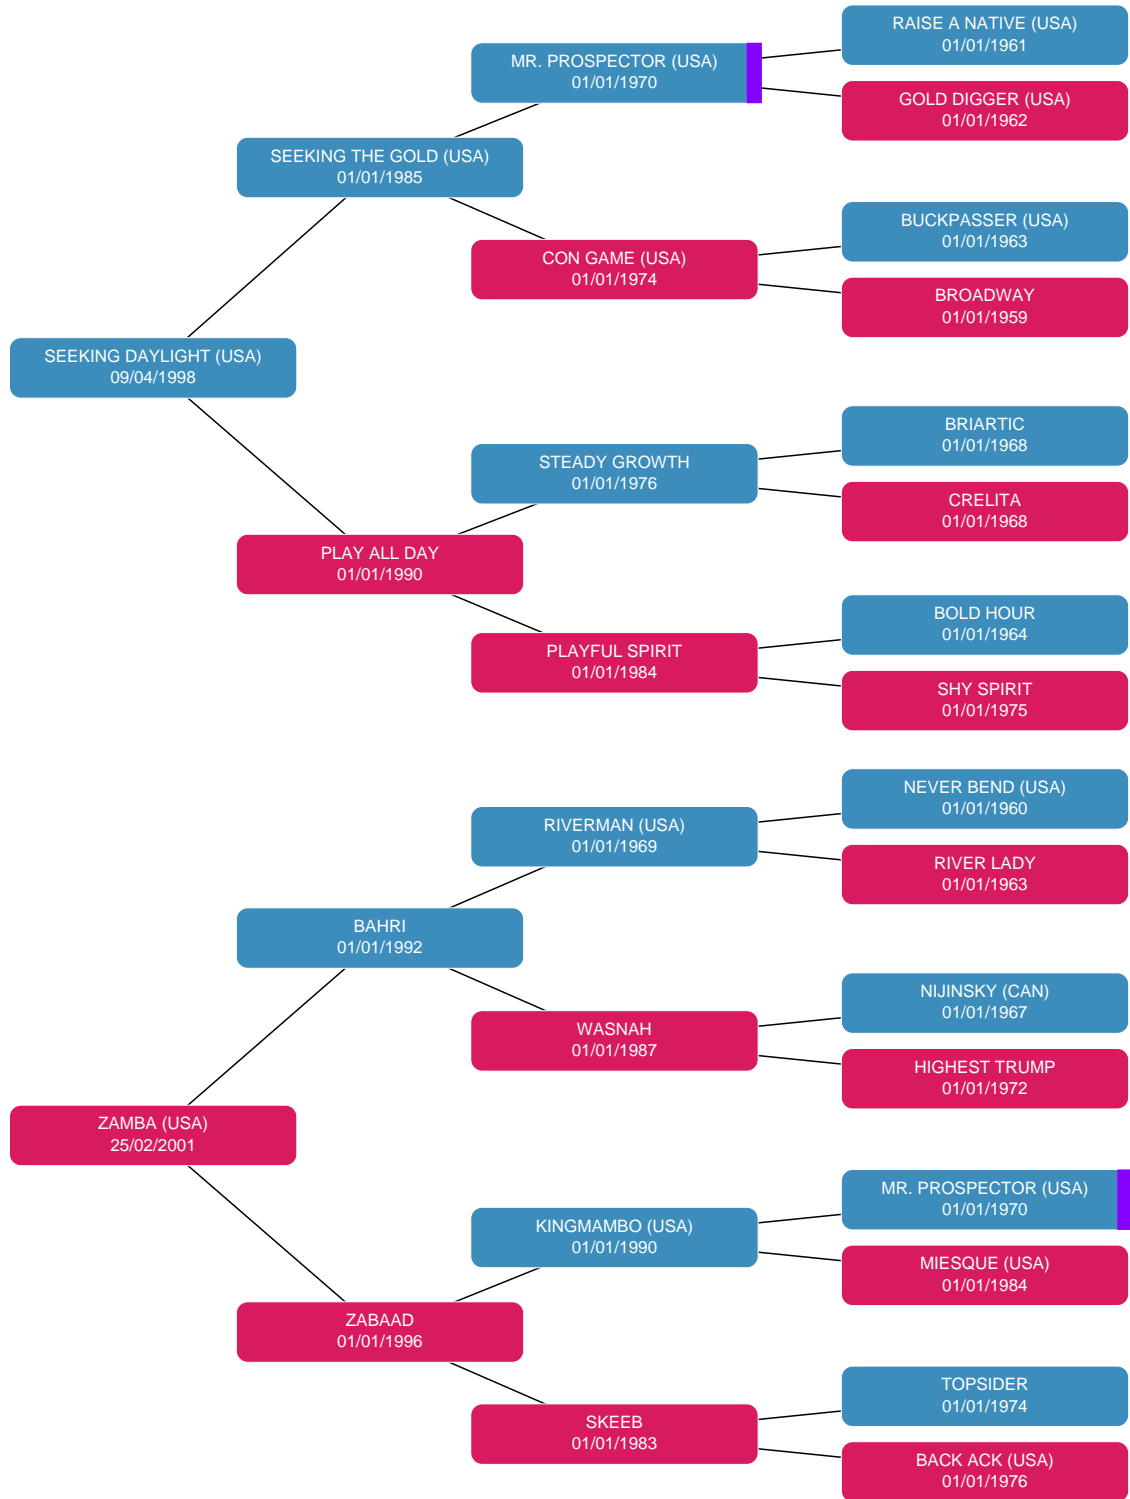 RAISE A NATIVE (USA)
01/01/1961
MR. PROSPECTOR (USA)
01/01/1970
GOLD DIGGER (USA)
01/01/1962
SEEKING THE GOLD (USA)
01/01/1985
BUCKPASSER (USA)
01/01/1963
CON GAME (USA)
01/01/1974
BROADWAY
01/01/1959
SEEKING DAYLIGHT (USA)
09/04/1998
BRIARTIC
01/01/1968
STEADY GROWTH
01/01/1976
CRELITA
01/01/1968
PLAY ALL DAY
01/01/1990
BOLD HOUR
01/01/1964
PLAYFUL SPIRIT
01/01/1984
SHY SPIRIT
01/01/1975
NEVER BEND (USA)
01/01/1960
RIVERMAN (USA)
01/01/1969
RIVER LADY
01/01/1963
BAHRI
01/01/1992
NIJINSKY (CAN)
01/01/1967
WASNAH
01/01/1987
HIGHEST TRUMP
01/01/1972
ZAMBA (USA)
25/02/2001
MR. PROSPECTOR (USA)
01/01/1970
KINGMAMBO (USA)
01/01/1990
MIESQUE (USA)
01/01/1984
ZABAAD
01/01/1996
TOPSIDER
01/01/1974
SKEEB
01/01/1983
BACK ACK (USA)
01/01/1976